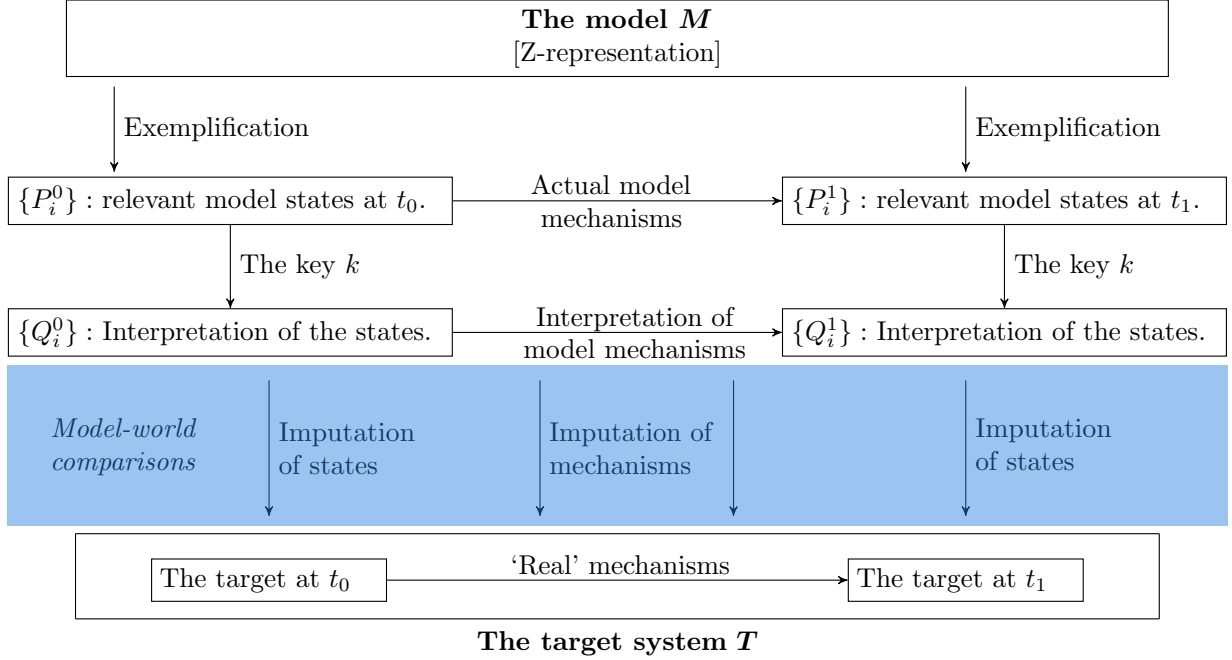 The model M
[Z-representation]
Exemplification
Exemplification
{P_i^0} : relevant model states at t_0.
Actual model
mechanisms
{P_i^1} : relevant model states at t_1.
The key k
The key k
{Q_i^0} : Interpretation of the states.
Interpretation of
model mechanisms
{Q_i^1} : Interpretation of the states.
Model-world
comparisons
Imputation
of states
Imputation of
mechanisms
Imputation
of states
The target at t_0
‘Real’ mechanisms
The target at t_1
The target system T